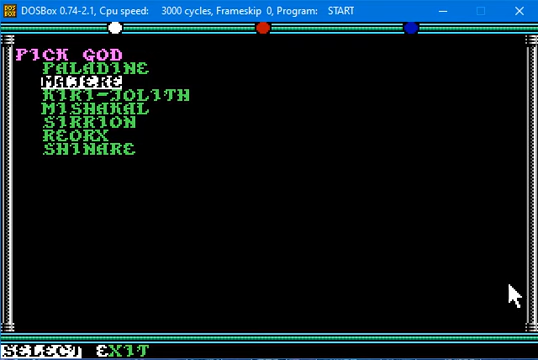 DOSBox 0.74-2.1, Cpu speed: 3000 cycles, Frameskip 0, Program: START
PICK GOD
PALADINE
MAJERE
KIRI-JOLITH
MISHAKAL
SIRRION
REORX
SHINARE
SELECT EXIT